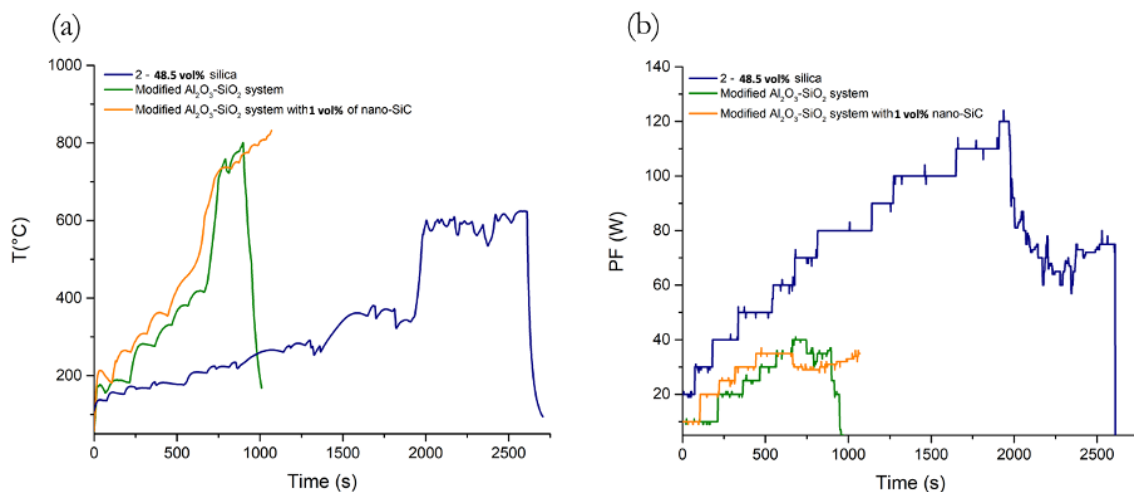 (a)
1000
800
600
400
200
T(°C)
2 - 48.5 vol% silica
Modified Al₂O₃-SiO₂ system
Modified Al₂O₃-SiO₂ system with 1 vol% of nano-SiC
0 500 1000 1500 2000 2500
Time (s)
(b)
140
120
100
80
60
40
20
PF (W)
2 - 48.5 vol% silica
Modified Al₂O₃-SiO₂ system
Modified Al₂O₃-SiO₂ system with 1 vol% nano-SiC
0 500 1000 1500 2000 2500
Time (s)